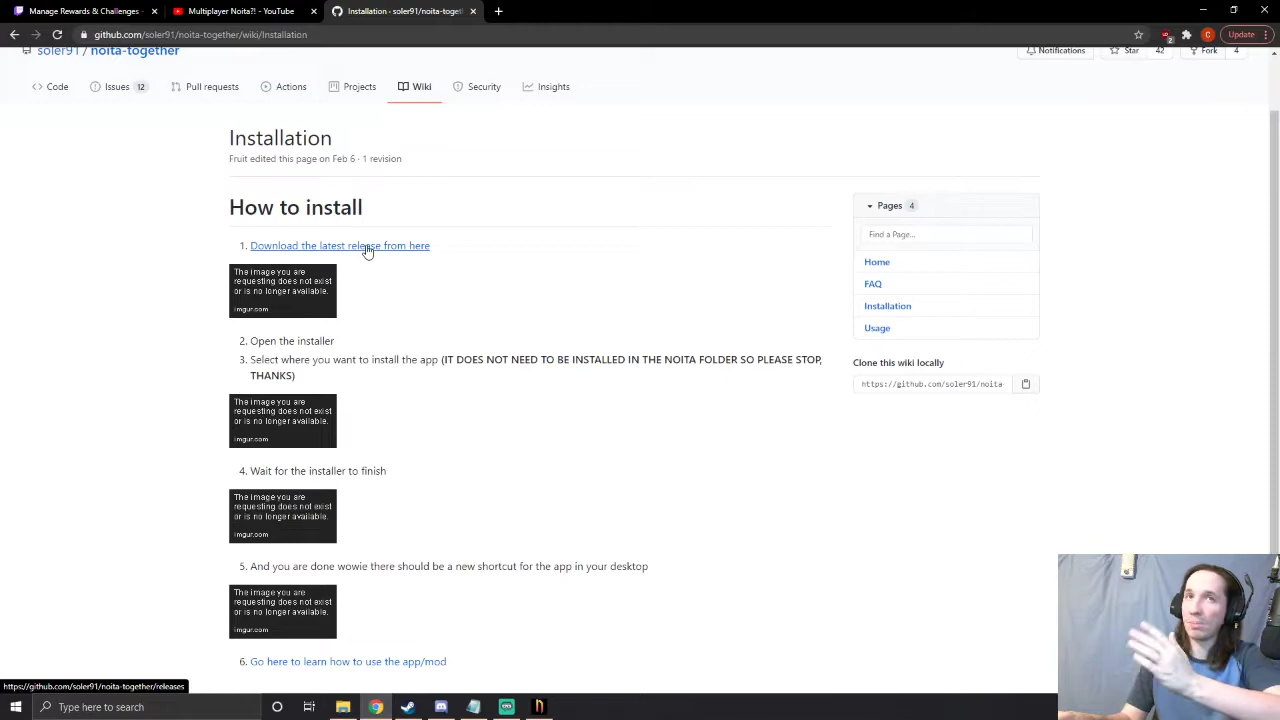 Manage Rewards & Challenges -
Multiplayer Noita?! - YouTube
Installation · soler91/noita-togeth
github.com/soler91/noita-together/wiki/Installation
Update
soler91 / noita-together
Notifications
Star 42
Fork 4
Code
Issues 12
Pull requests
Actions
Projects
Wiki
Security
Insights
Installation
Fruit edited this page on Feb 6 · 1 revision
How to install
1. Download the latest release from here
The image you are
requesting does not exist
or is no longer available.
imgur.com
2. Open the installer
3. Select where you want to install the app (IT DOES NOT NEED TO BE INSTALLED IN THE NOITA FOLDER SO PLEASE STOP,
THANKS)
The image you are
requesting does not exist
or is no longer available.
imgur.com
4. Wait for the installer to finish
The image you are
requesting does not exist
or is no longer available.
imgur.com
5. And you are done wowie there should be a new shortcut for the app in your desktop
The image you are
requesting does not exist
or is no longer available.
imgur.com
6. Go here to learn how to use the app/mod
Pages 4
Find a Page...
Home
FAQ
Installation
Usage
Clone this wiki locally
https://github.com/soler91/noita-
https://github.com/soler91/noita-together/releases
Type here to search